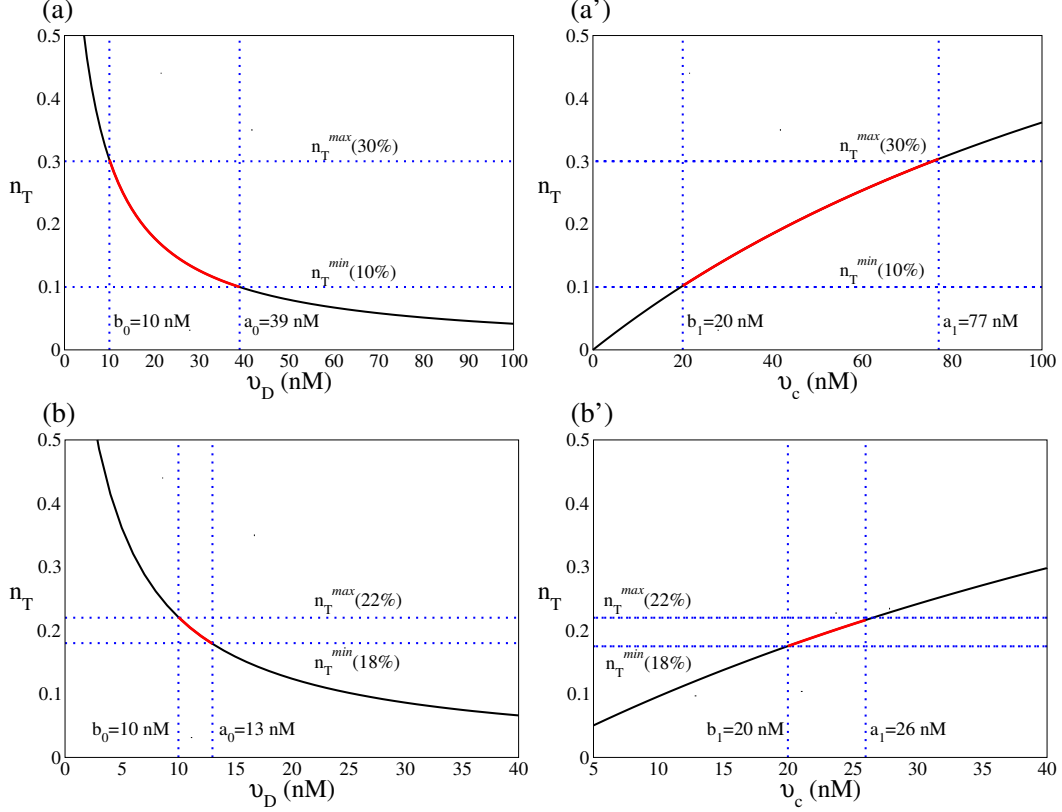 (a)
0.5
0.4
0.3
n_T
0.2
0.1
0
n_T^max(30%)
n_T^min(10%)
b_0=10 nM
a_0=39 nM
0 10 20 30 40 50 60 70 80 90 100
υ_D (nM)
(a’)
0.5
0.4
0.3
n_T
0.2
0.1
0
n_T^max(30%)
n_T^min(10%)
b_1=20 nM
a_1=77 nM
0 20 40 60 80 100
υ_c (nM)
(b)
0.5
0.4
0.3
n_T
0.2
0.1
0
n_T^max(22%)
n_T^min(18%)
b_0=10 nM
a_0=13 nM
0 5 10 15 20 25 30 35 40
υ_D (nM)
(b’)
0.5
0.4
0.3
n_T
0.2
0.1
0
n_T^max(22%)
n_T^min(18%)
b_1=20 nM
a_1=26 nM
5 10 15 20 25 30 35 40
υ_c (nM)